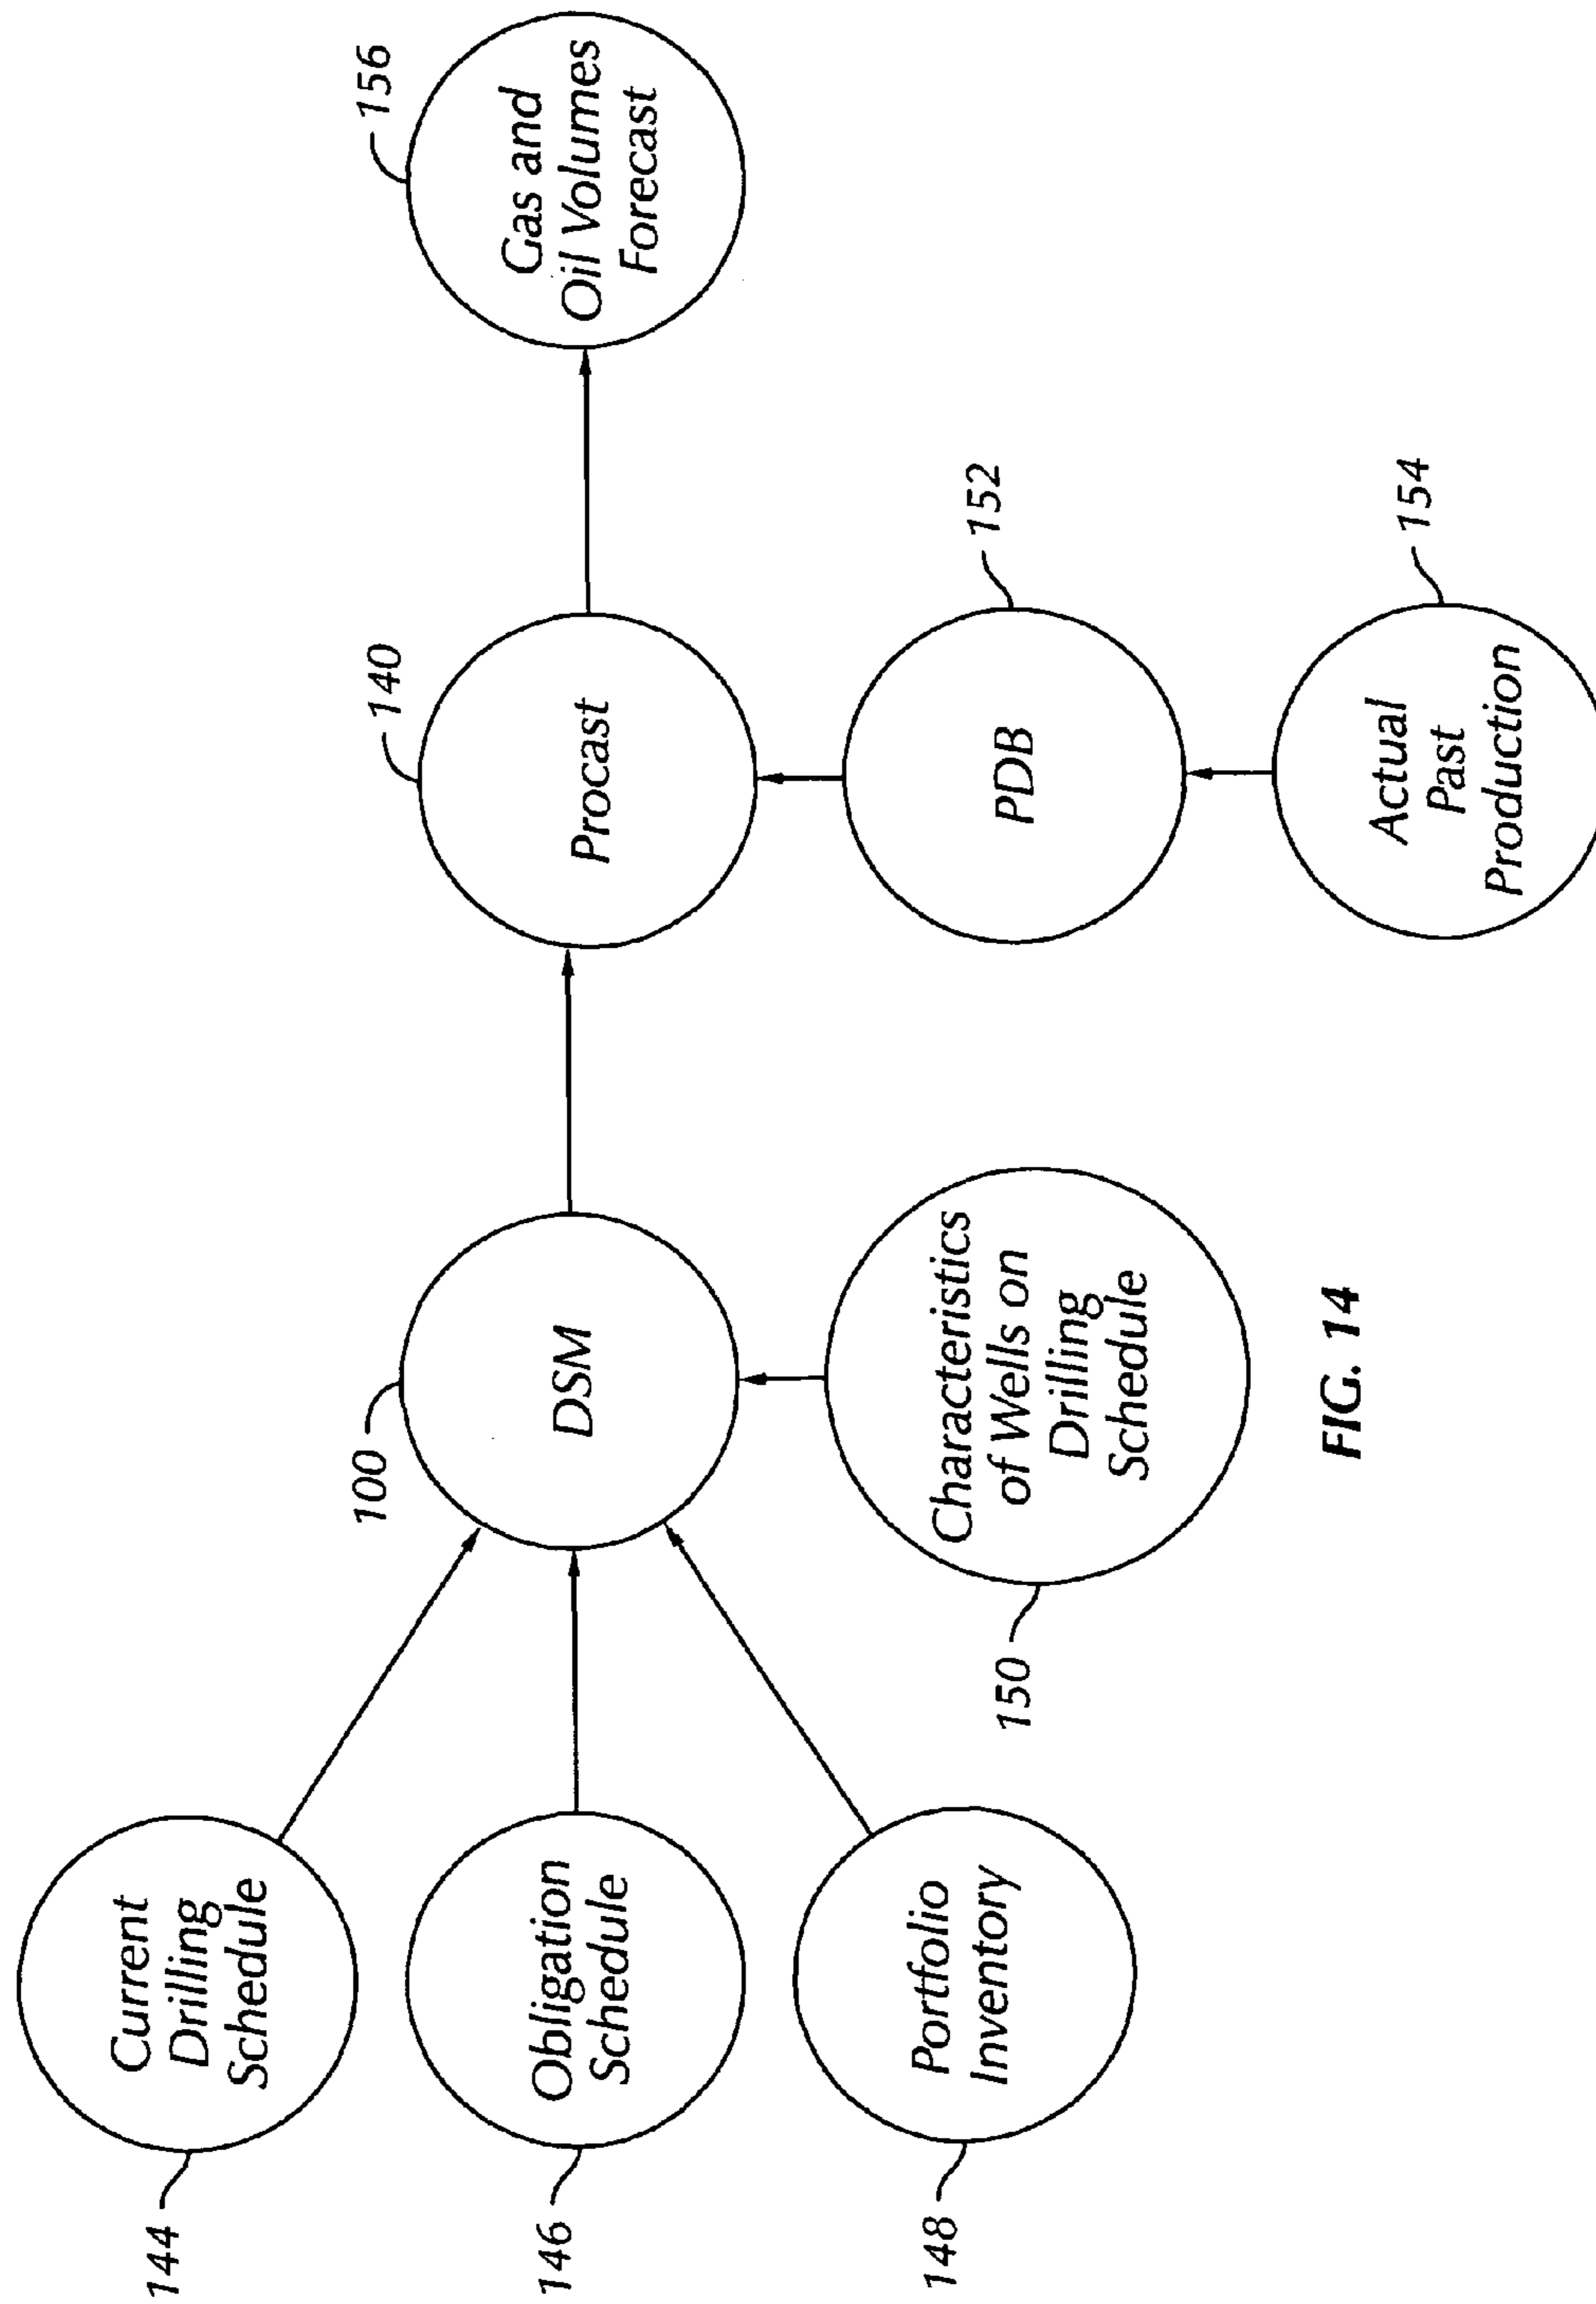 144
Current
Drilling
Schedule
146
Obligation
Schedule
148
Portfolio
Inventory
100
DSM
150
Characteristics
of Wells on
Drilling
Schedule
140
Procast
152
PDB
154
Actual
Past
Production
156
Gas and
Oil Volumes
Forecast
FIG. 14